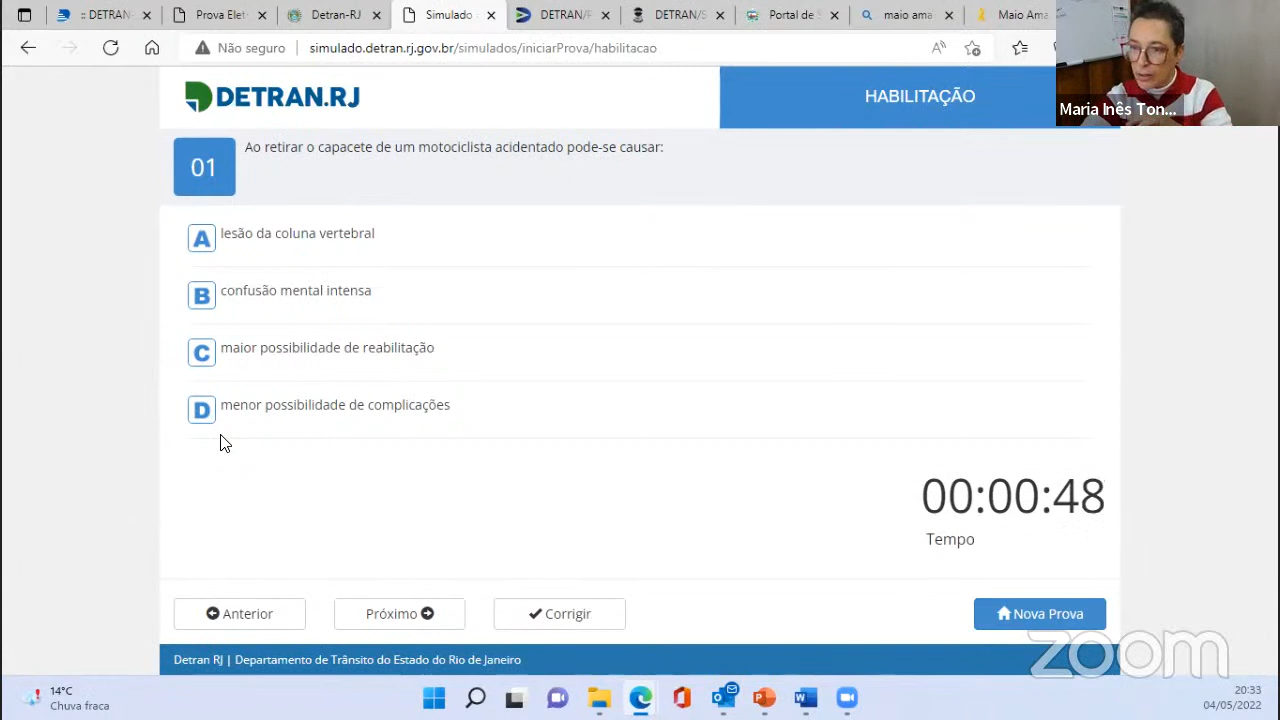 :: DETRAN-
Prova Elet
Detran-RJ
Simulado
DETRAN/F
DETRAN/S
Portal de S
maio ama
Maio Ama
Não seguro
simulado.detran.rj.gov.br/simulados/iniciarProva/habilitacao
DETRAN.RJ
HABILITAÇÃO
Maria Inês Ton...
01
Ao retirar o capacete de um motociclista acidentado pode-se causar:
A lesão da coluna vertebral
B confusão mental intensa
C maior possibilidade de reabilitação
D menor possibilidade de complicações
00:00:48
Tempo
Anterior
Próximo
Corrigir
Nova Prova
zoom
Detran RJ | Departamento de Trânsito do Estado do Rio de Janeiro
14°C
Chuva fraca
20:33
04/05/2022